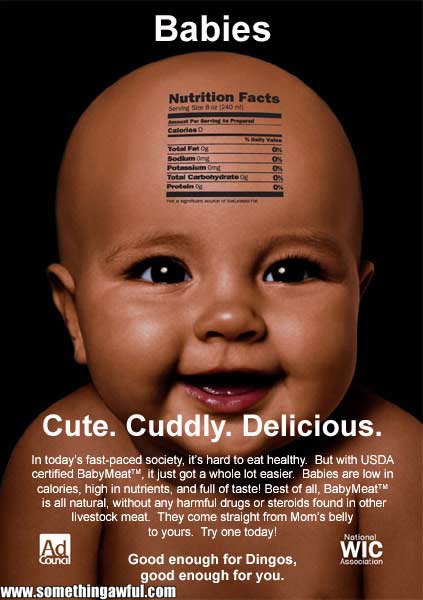 Babies
Nutrition Facts
Serving Size 8 oz (240 ml)
Amount Per Serving As Prepared
Calories 0
% Daily Value
Total Fat 0g 0%
Sodium 0mg 0%
Potassium 0mg 0%
Total Carbohydrate 0g 0%
Protein 0g 0%
Not a significant source of
Cute. Cuddly. Delicious.
In today's fast-paced society, it's hard to eat healthy. But with USDA
certified BabyMeat™, it just got a whole lot easier. Babies are low in
calories, high in nutrients, and full of taste! Best of all, BabyMeat™
is all natural, without any harmful drugs or steroids found in other
livestock meat. They come straight from Mom's belly
to yours. Try one today!
Ad
Council
National
WIC
Association
Good enough for Dingos,
good enough for you.
www.somethingawful.com